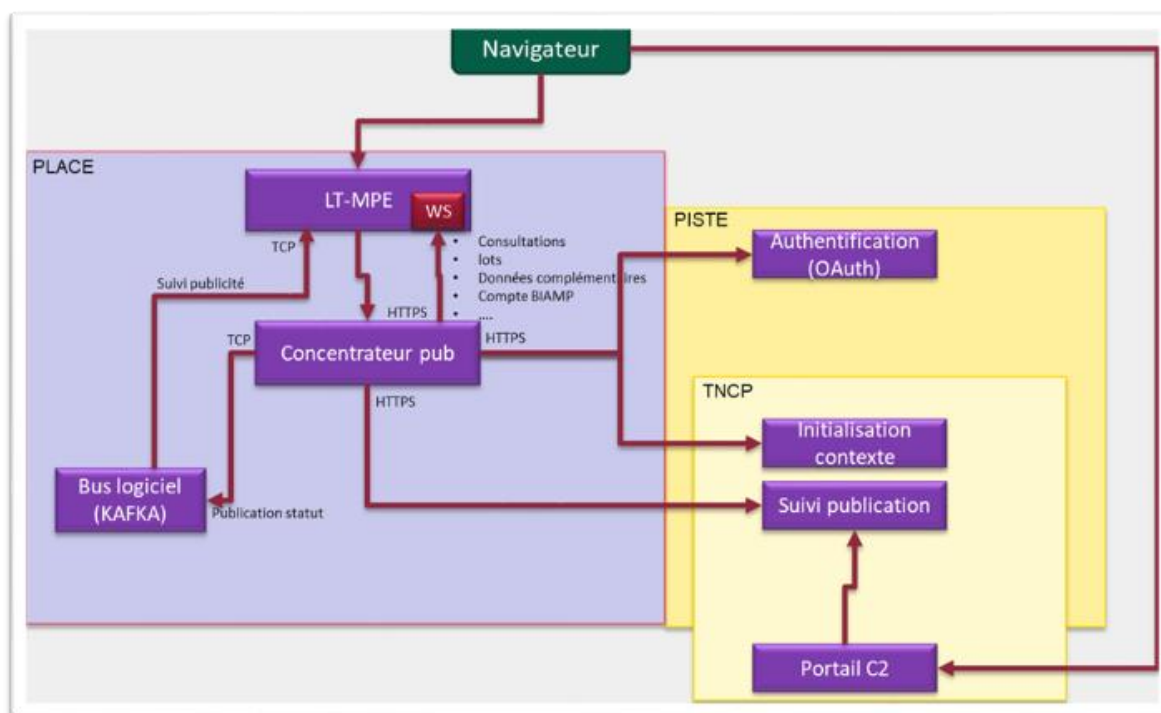 Navigateur
PLACE
LT-MPE
WS
TCP
• Consultations
• lots
• Données complémentaires
• Compte BIAMP
• ....
Suivi publicité
HTTPS
TCP
Concentrateur pub
HTTPS
HTTPS
Bus logiciel
(KAFKA)
Publication statut
PISTE
Authentification
(OAuth)
TNCP
Initialisation
contexte
Suivi publication
Portail C2